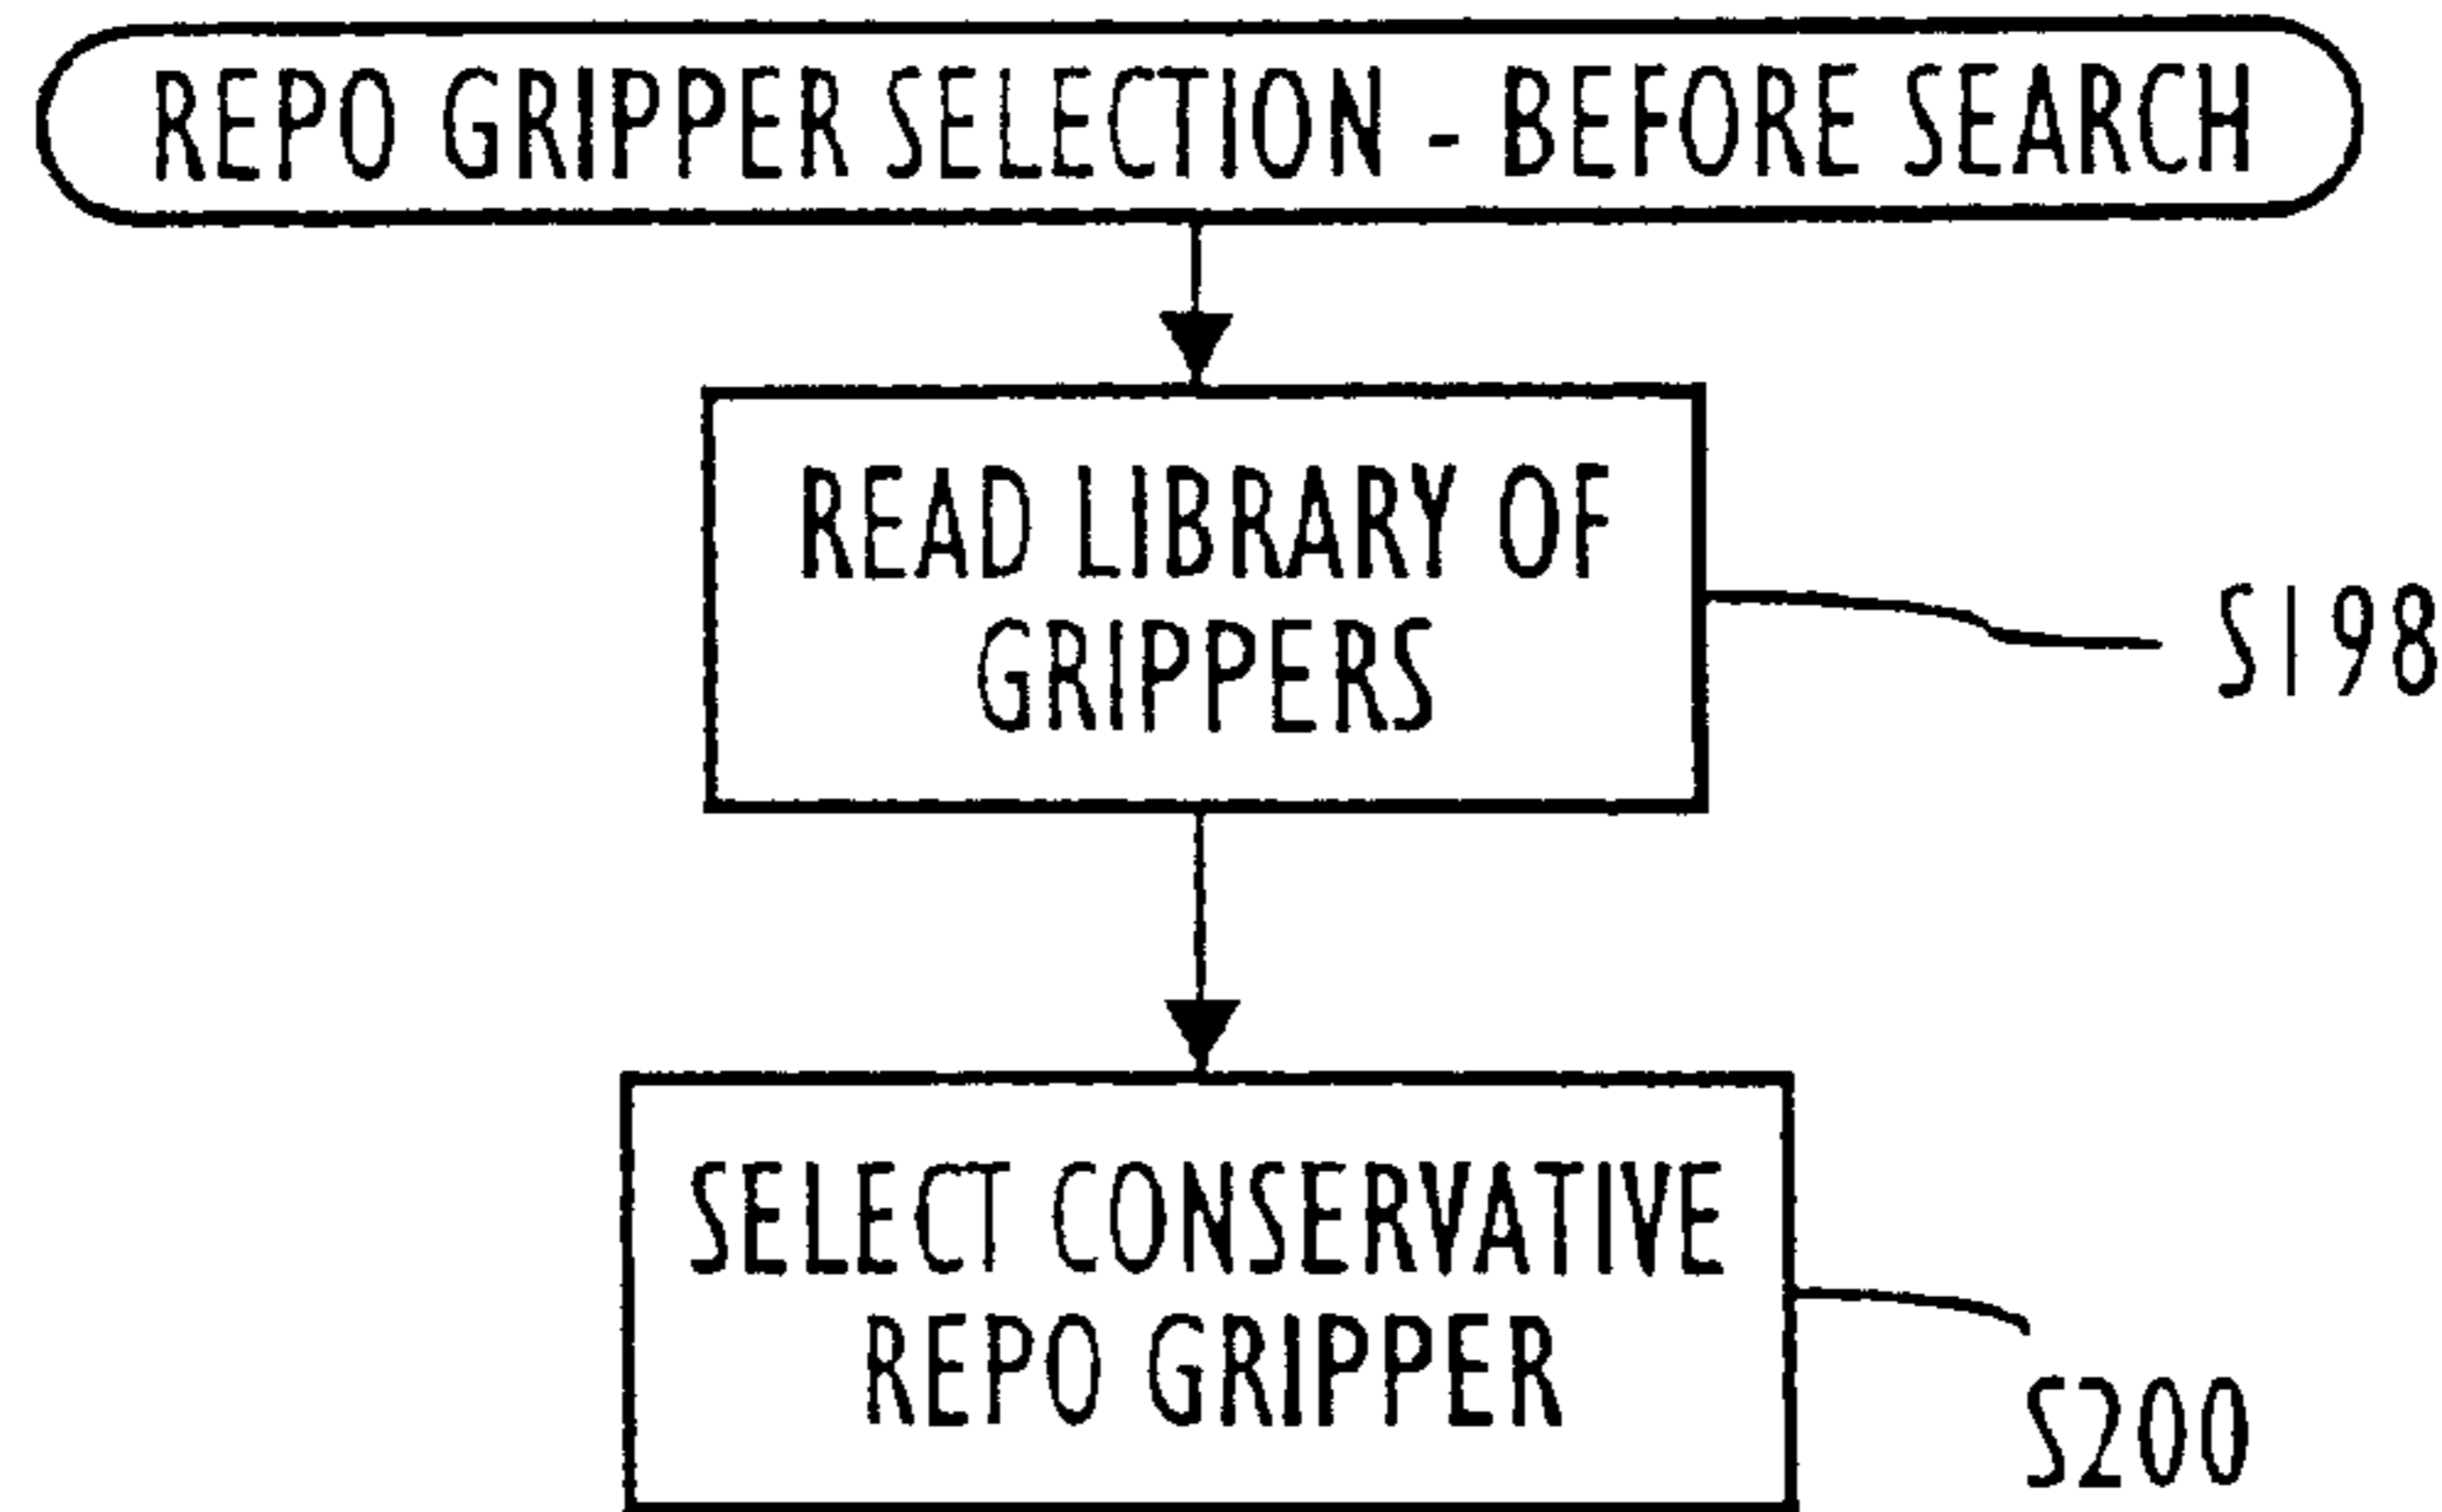 REPO GRIPPER SELECTION - BEFORE SEARCH
READ LIBRARY OF
GRIPPERS
S198
SELECT CONSERVATIVE
REPO GRIPPER
S200